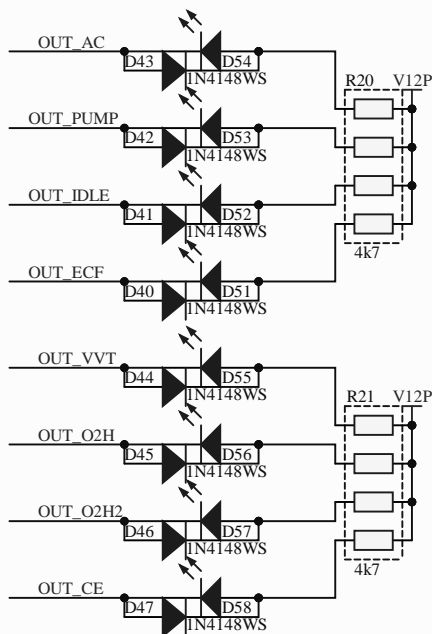 OUT_AC
D43
D54
1N4148WS
R20
V12P
OUT_PUMP
D42
D53
1N4148WS
OUT_IDLE
D41
D52
1N4148WS
OUT_ECF
D40
D51
1N4148WS
4k7
OUT_VVT
D44
D55
1N4148WS
R21
V12P
OUT_O2H
D45
D56
1N4148WS
OUT_O2H2
D46
D57
1N4148WS
OUT_CE
D47
D58
1N4148WS
4k7